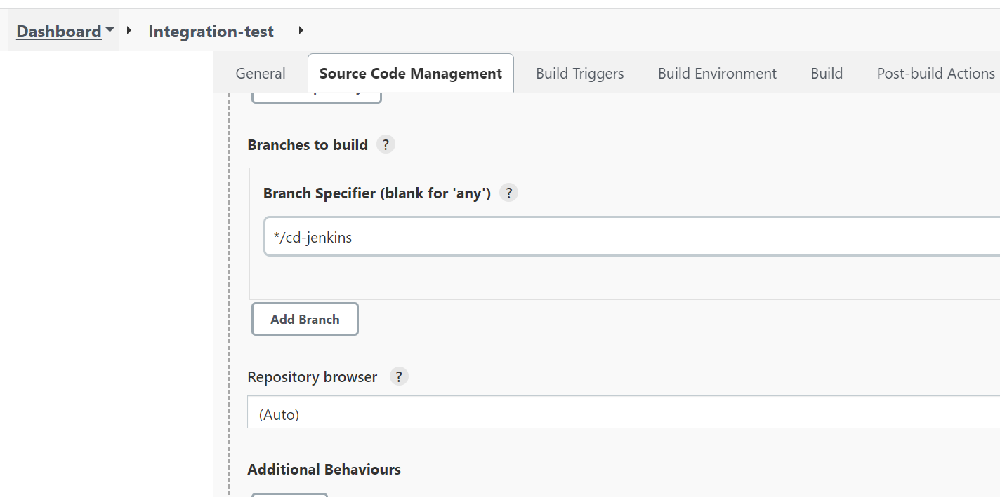 Dashboard Integration-test
General Source Code Management Build Triggers Build Environment Build Post-build Actions
Branches to build ?
Branch Specifier (blank for 'any') ?
*/cd-jenkins
Add Branch
Repository browser ?
(Auto)
Additional Behaviours